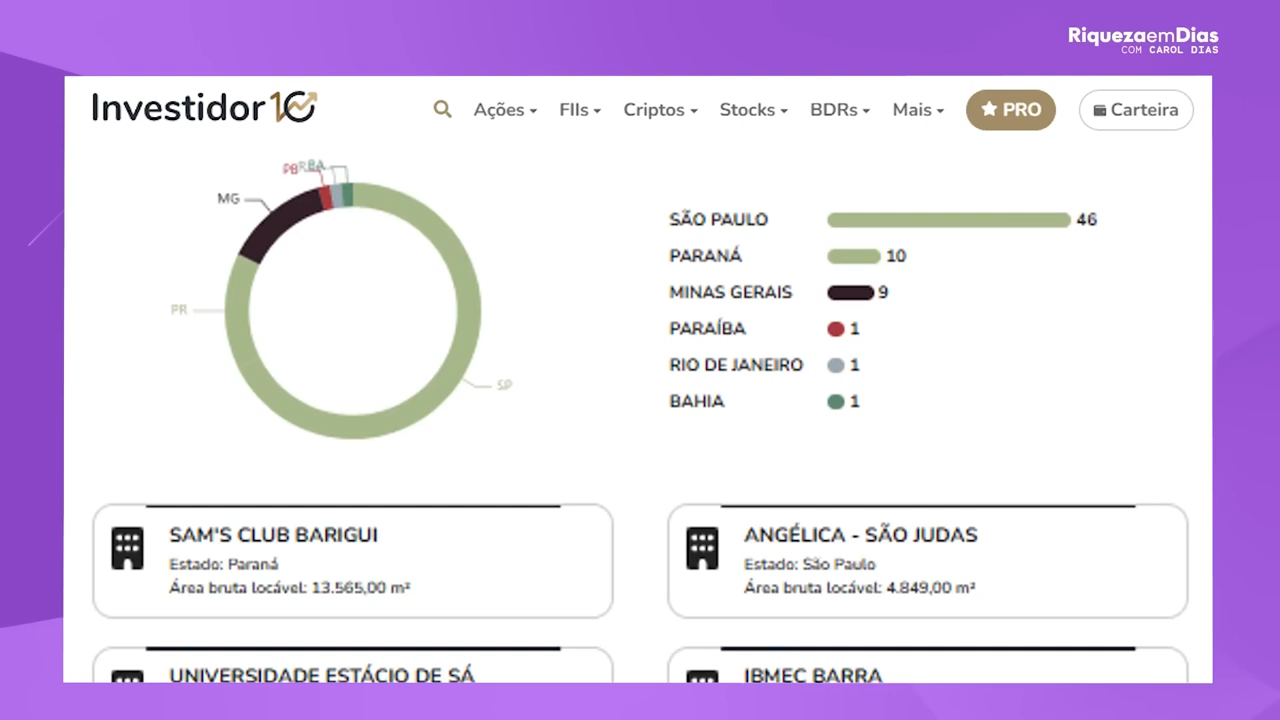 RiquezaemDias
COM CAROL DIAS
Investidor10
Ações
FIIs
Criptos
Stocks
BDRs
Mais
PRO
Carteira
BA
MG
PR
SP
SÃO PAULO 46
PARANÁ 10
MINAS GERAIS 9
PARAÍBA 1
RIO DE JANEIRO 1
BAHIA 1
SAM'S CLUB BARIGUI
Estado: Paraná
Área bruta locável: 13.565,00 m²
ANGÉLICA - SÃO JUDAS
Estado: São Paulo
Área bruta locável: 4.849,00 m²
UNIVERSIDADE ESTÁCIO DE SÁ
IBMEC BARRA